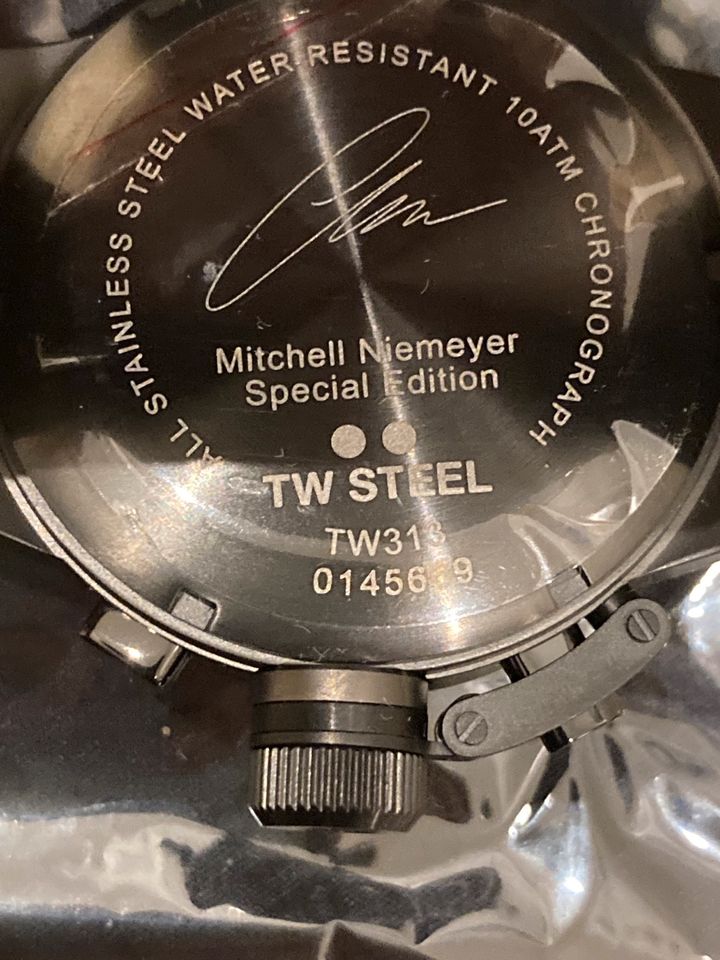 ALL STAINLESS STEEL WATER RESISTANT 10ATM CHRONOGRAPH
Mitchell Niemeyer
Special Edition
TW STEEL
TW313